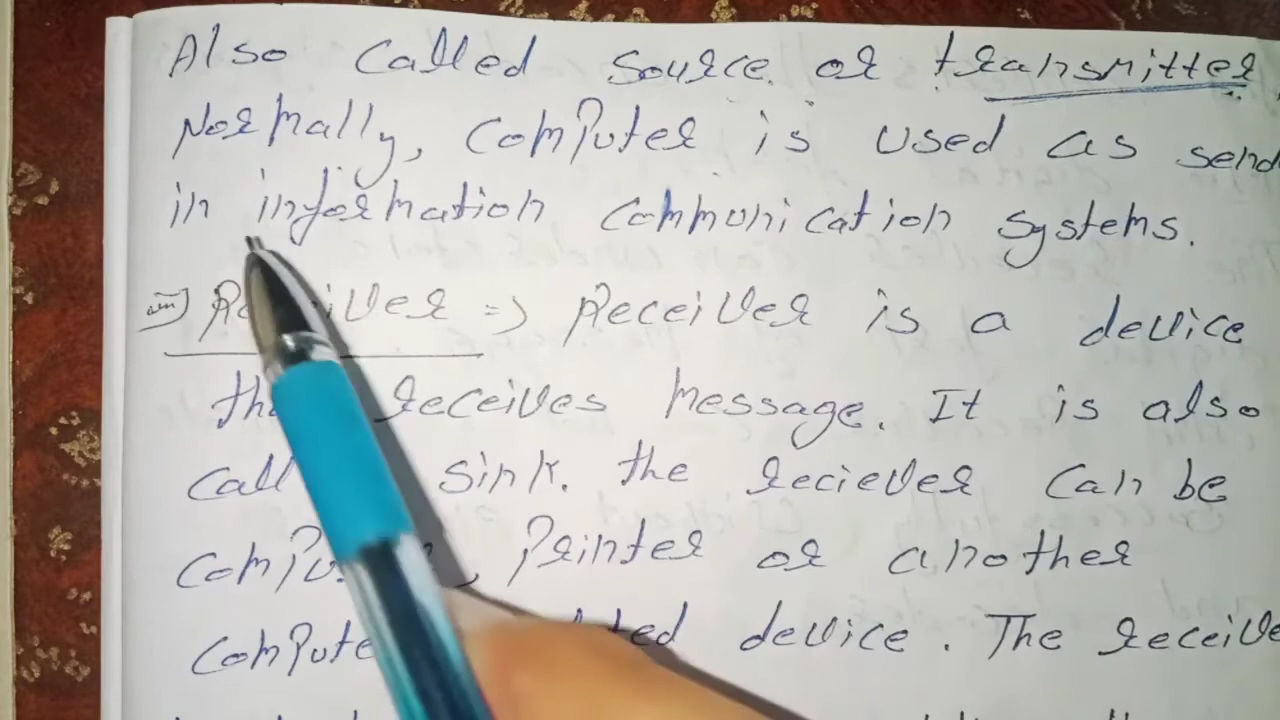 Also Called Source or transmitter
Normally, Computer is used as send
in information Communication systems.
Receiver => Receiver is a device
receives message. It is also
sink. the reciever can be
Printer or another
device. The receive